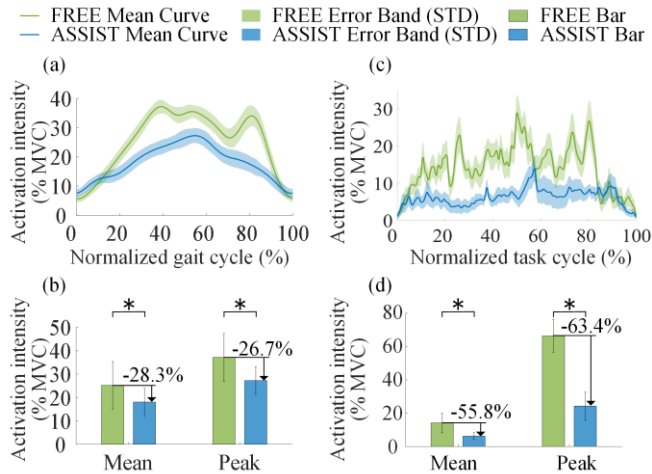 FREE Mean Curve FREE Error Band (STD) FREE Bar
ASSIST Mean Curve ASSIST Error Band (STD) ASSIST Bar
(a)
Activation intensity
(% MVC)
40
30
20
10
0
0 20 40 60 80 100
Normalized gait cycle (%)
(c)
Activation intensity
(% MVC)
30
20
10
0
0 20 40 60 80 100
Normalized task cycle (%)
(b)
Activation intensity
(% MVC)
50
40
30
20
10
0
* *
-28.3%
-26.7%
Mean Peak
(d)
Activation intensity
(% MVC)
80
60
40
20
0
* *
-55.8%
-63.4%
Mean Peak